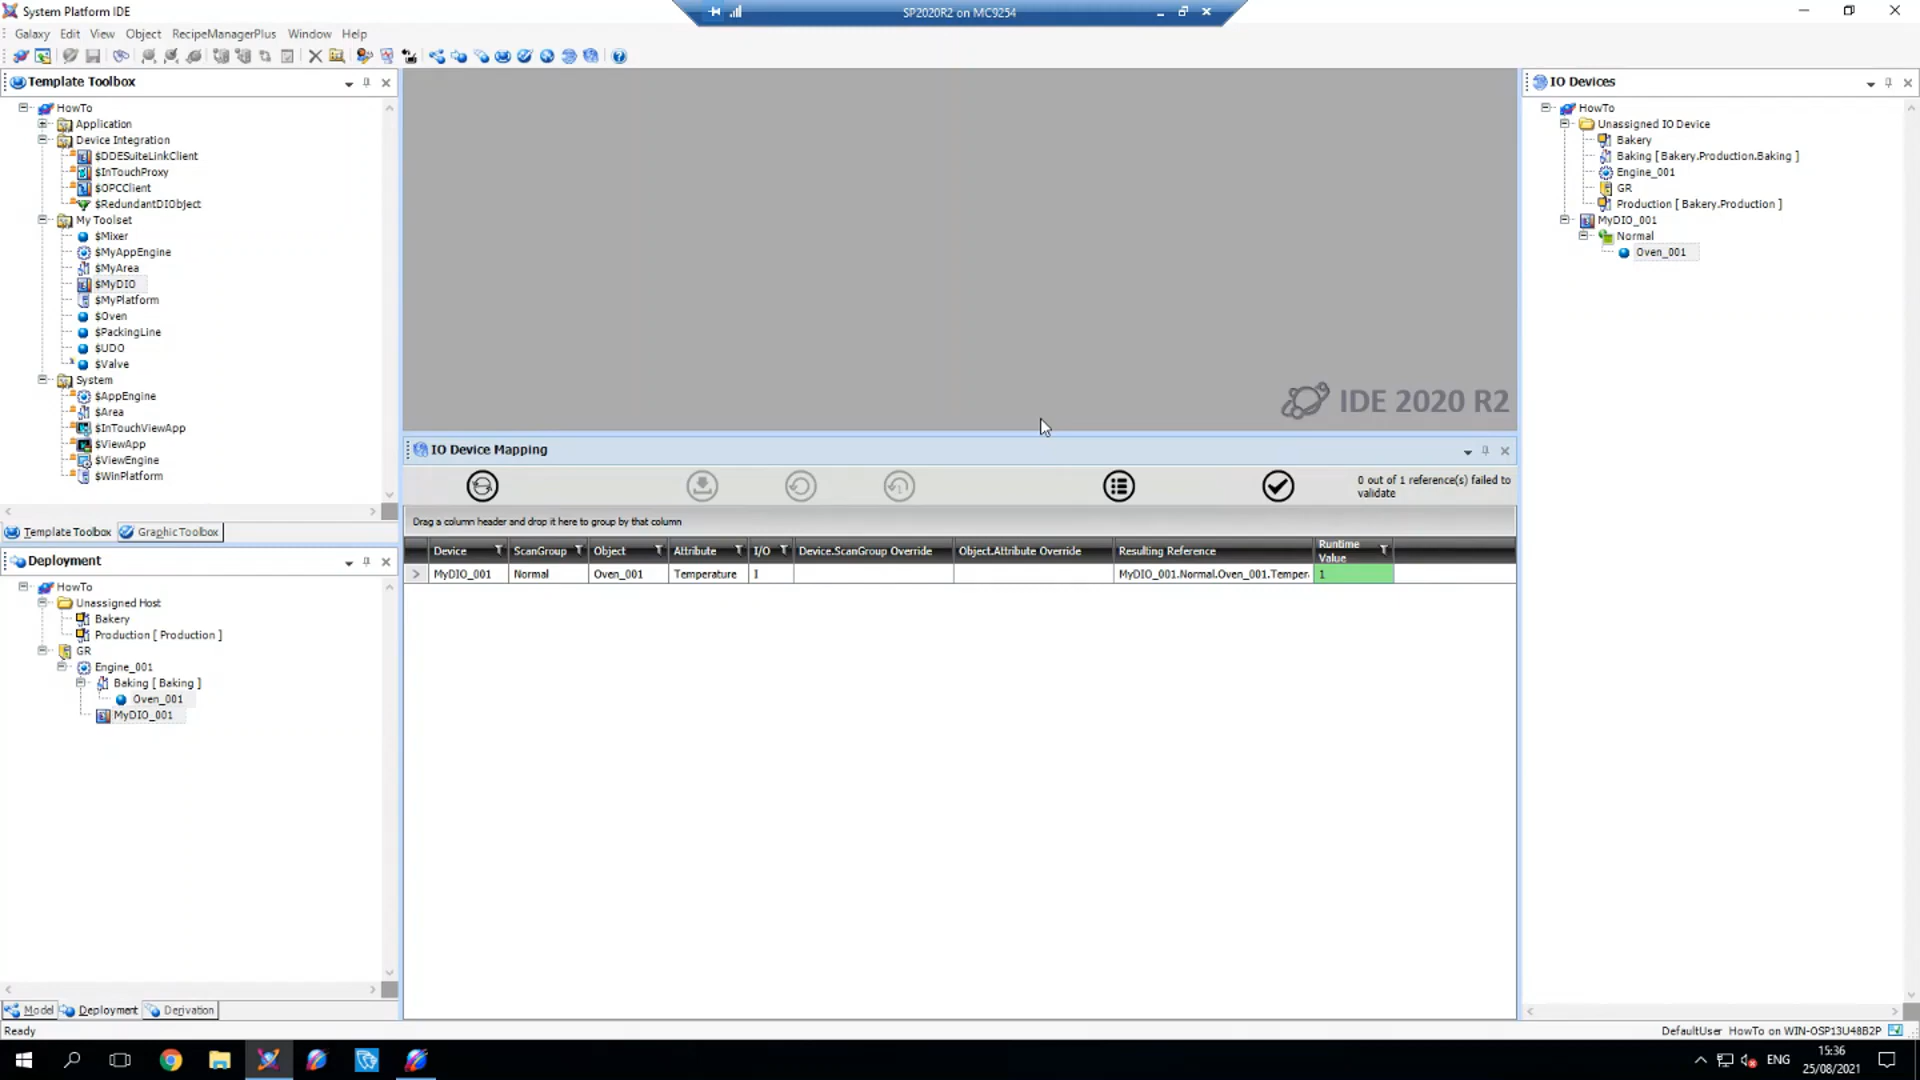 System Platform IDE
SP2020R2 on MC9254
Galaxy Edit View Object RecipeManagerPlus Window Help
Template Toolbox
HowTo
Application
Device Integration
$DDESuiteLinkClient
$InTouchProxy
$OPCClient
$RedundantDIObject
My Toolset
$Mixer
$MyAppEngine
$MyArea
$MyDIO
$MyPlatform
$Oven
$PackingLine
$UDO
$Valve
System
$AppEngine
$Area
$InTouchViewApp
$ViewApp
$ViewEngine
$WinPlatform
Template Toolbox Graphic Toolbox
Deployment
HowTo
Unassigned Host
Bakery
Production [ Production ]
GR
Engine_001
Baking [ Baking ]
Oven_001
MyDIO_001
Model Deployment Derivation
Ready
IDE 2020 R2
IO Device Mapping
0 out of 1 reference(s) failed to
validate
Drag a column header and drop it here to group by that column
Device ScanGroup Object Attribute I/O Device.ScanGroup Override Object.Attribute Override Resulting Reference Runtime Value
MyDIO_001 Normal Oven_001 Temperature I MyDIO_001.Normal.Oven_001.Temper. 1
IO Devices
HowTo
Unassigned IO Device
Bakery
Baking [ Bakery.Production.Baking ]
Engine_001
GR
Production [ Bakery.Production ]
MyDIO_001
Normal
Oven_001
DefaultUser HowTo on WIN-OSP13U48B2P
ENG
15:36
25/08/2021